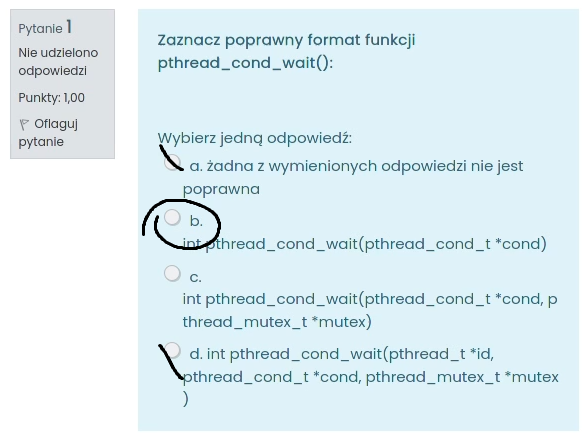 Pytanie 1
Nie udzielono
odpowiedzi
Punkty: 1,00
Oflaguj
pytanie
Zaznacz poprawny format funkcji
pthread_cond_wait():
Wybierz jedną odpowiedź:
a. żadna z wymienionych odpowiedzi nie jest
poprawna
b.
int pthread_cond_wait(pthread_cond_t *cond)
c.
int pthread_cond_wait(pthread_cond_t *cond, p
thread_mutex_t *mutex)
d. int pthread_cond_wait(pthread_t *id,
pthread_cond_t *cond, pthread_mutex_t *mutex
)